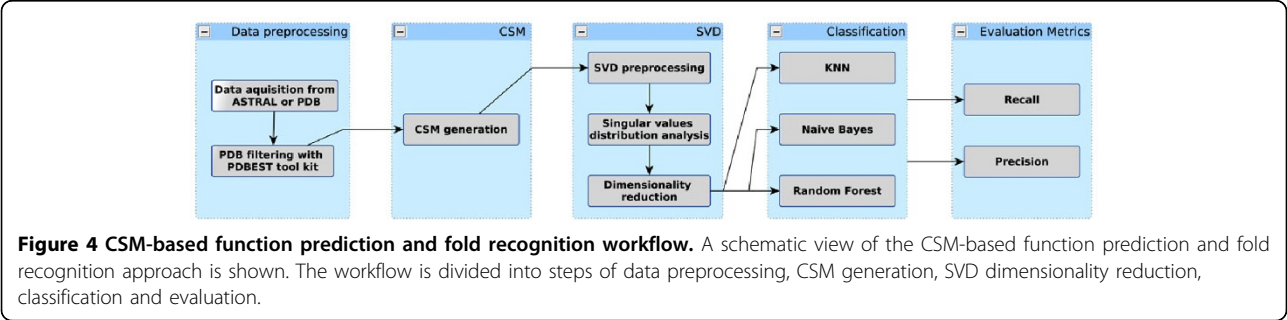 Data preprocessing
Data aquisition from
ASTRAL or PDB
PDB filtering with
PDBEST tool kit
CSM
CSM generation
SVD
SVD preprocessing
Singular values
distribution analysis
Dimensionality
reduction
Classification
KNN
Naive Bayes
Random Forest
Evaluation Metrics
Recall
Precision
Figure 4 CSM-based function prediction and fold recognition workflow. A schematic view of the CSM-based function prediction and fold
recognition approach is shown. The workflow is divided into steps of data preprocessing, CSM generation, SVD dimensionality reduction,
classification and evaluation.